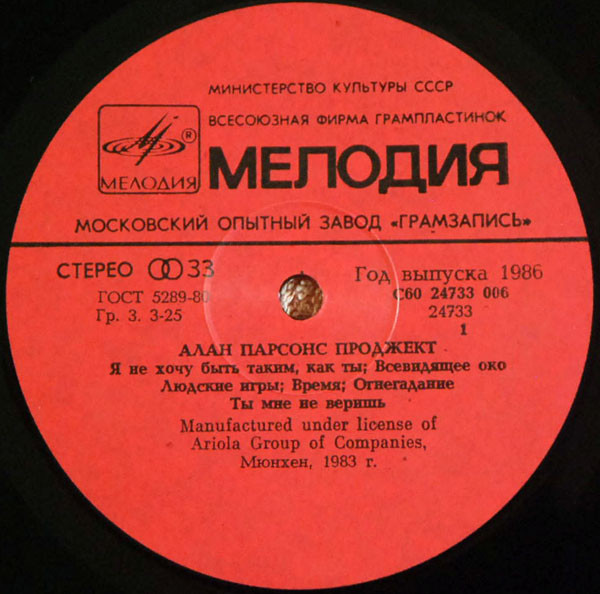 МИНИСТЕРСТВО КУЛЬТУРЫ СССР
ВСЕСОЮЗНАЯ ФИРМА ГРАМПЛАСТИНОК
®
МЕЛОДИЯ
МЕЛОДИЯ
МОСКОВСКИЙ ОПЫТНЫЙ ЗАВОД «ГРАМЗАПИСЬ»
СТЕРЕО 33
Год выпуска 1986
ГОСТ 5289-80
С60 24733 006
Гр. 3. 3-25
24733
1
АЛАН ПАРСОНС ПРОДЖЕКТ
Я не хочу быть таким, как ты; Всевидящее око
Людские игры; Время; Огнегадание
Ты мне не веришь
Manufactured under license of
Ariola Group of Companies,
Мюнхен, 1983 г.